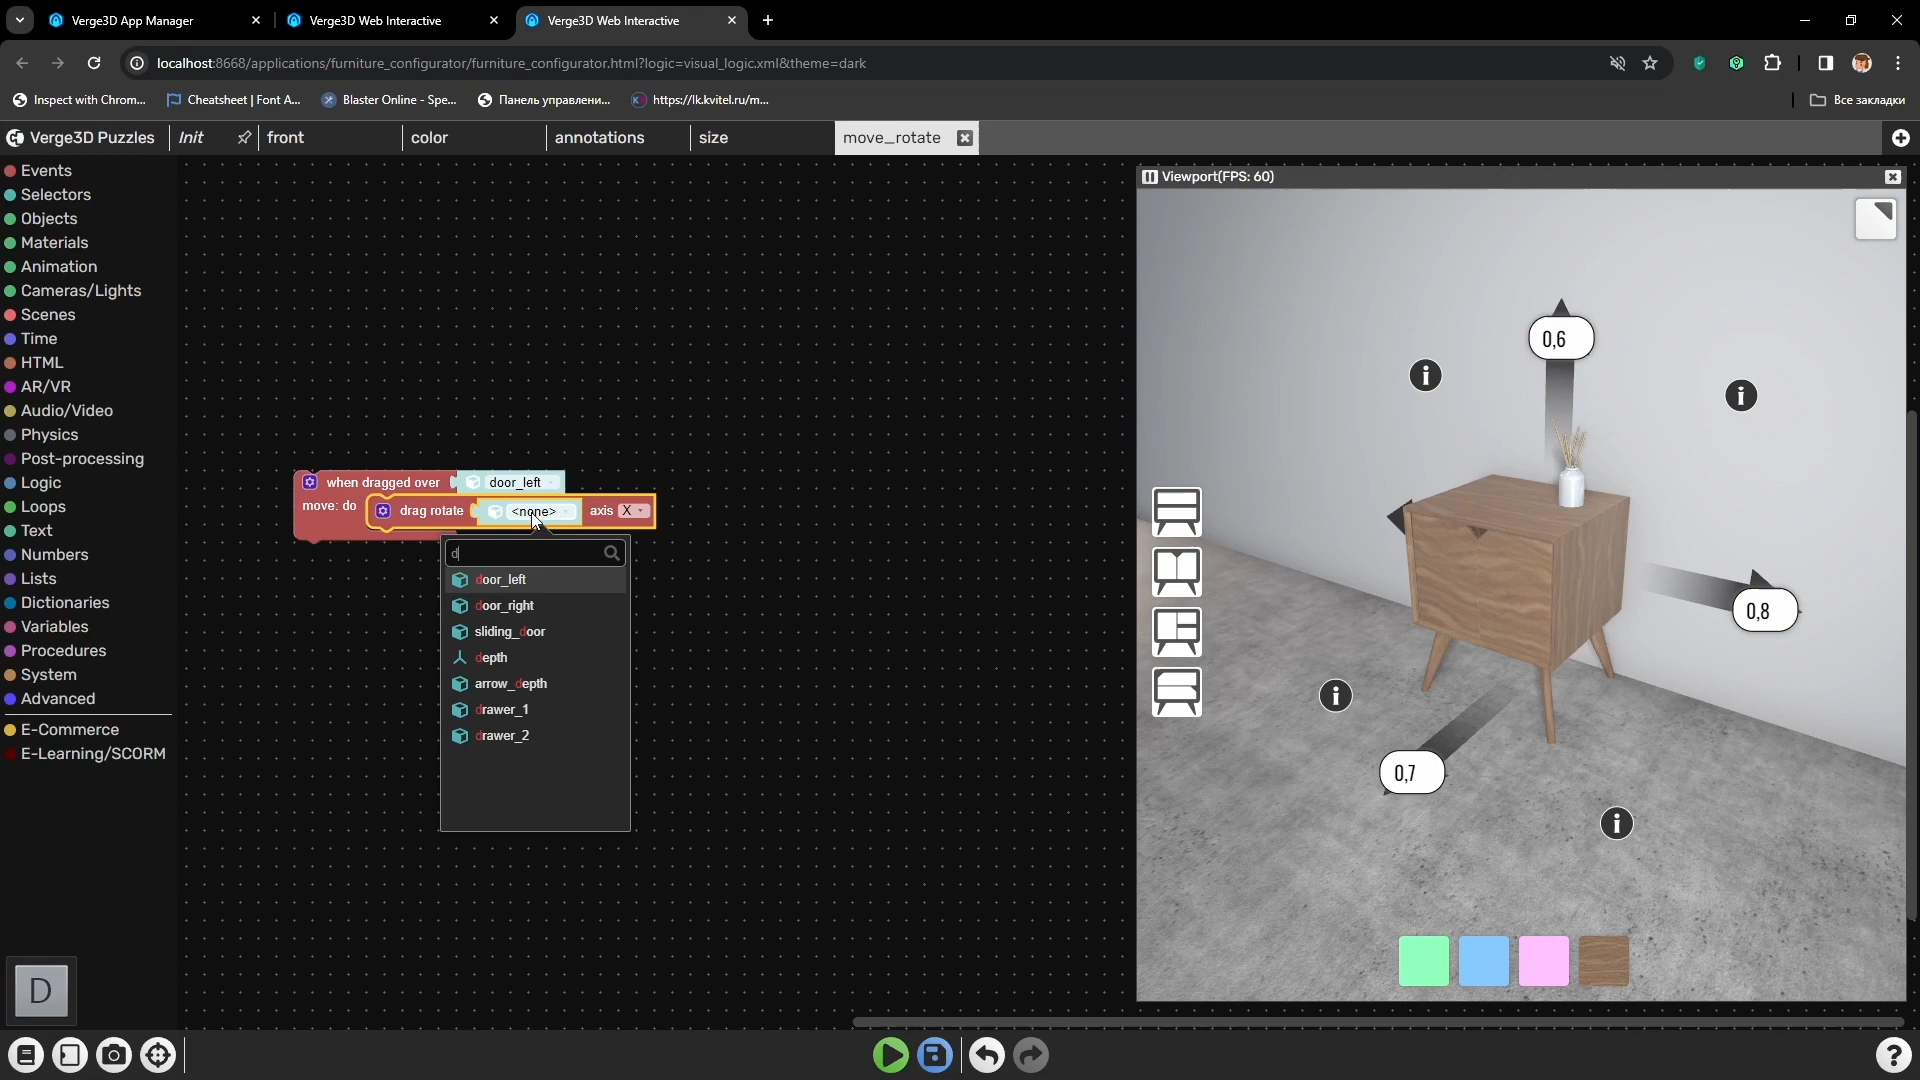 Verge3D App Manager
Verge3D Web Interactive
Verge3D Web Interactive
localhost:8668/applications/furniture_configurator/furniture_configurator.html?logic=visual_logic.xml&theme=dark
Inspect with Chrom...
Cheatsheet | Font A...
Blaster Online - Spe...
Панель управлени...
https://lk.kvitel.ru/m...
Все закладки
Verge3D Puzzles
Init
front
color
annotations
size
move_rotate
Events
Selectors
Objects
Materials
Animation
Cameras/Lights
Scenes
Time
HTML
AR/VR
Audio/Video
Physics
Post-processing
Logic
Loops
Text
Numbers
Lists
Dictionaries
Variables
Procedures
System
Advanced
E-Commerce
E-Learning/SCORM
D
when dragged over door_left
move: do drag rotate <none> axis X
d
door_left
door_right
sliding_door
depth
arrow_depth
drawer_1
drawer_2
Viewport(FPS: 60)
0,6
i
i
0,8
i
0,7
i
?